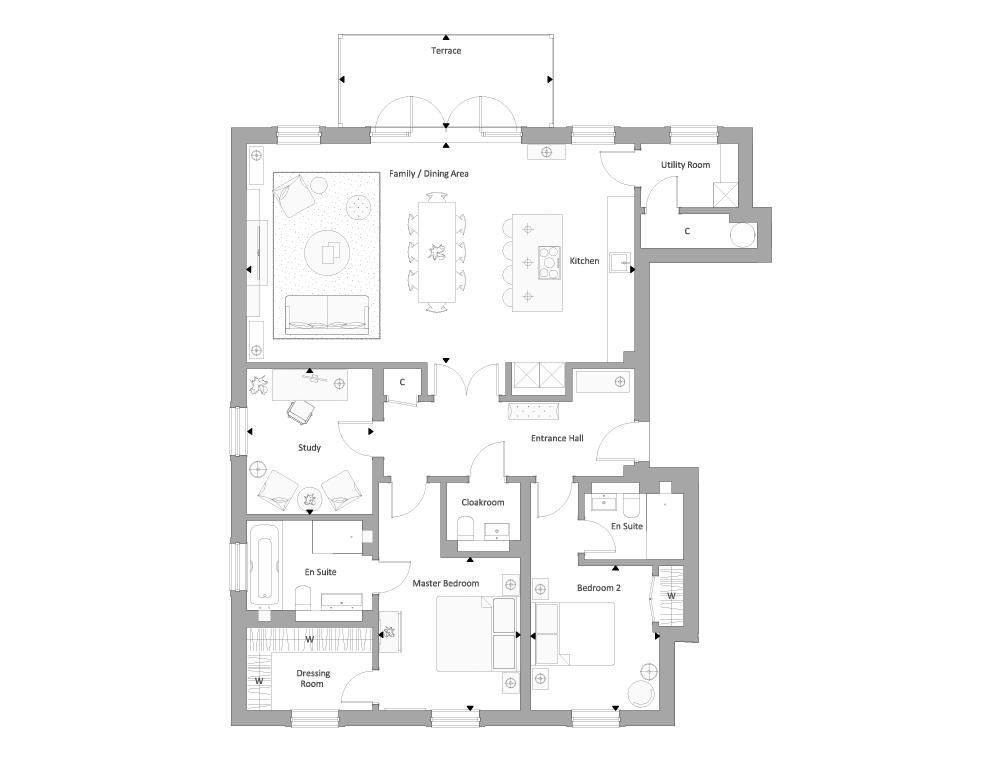 Terrace
Utility Room
Family / Dining Area
C
Kitchen
C
Entrance Hall
Study
Cloakroom
En Suite
En Suite
Master Bedroom
Bedroom 2
W
W
Dressing
Room
W